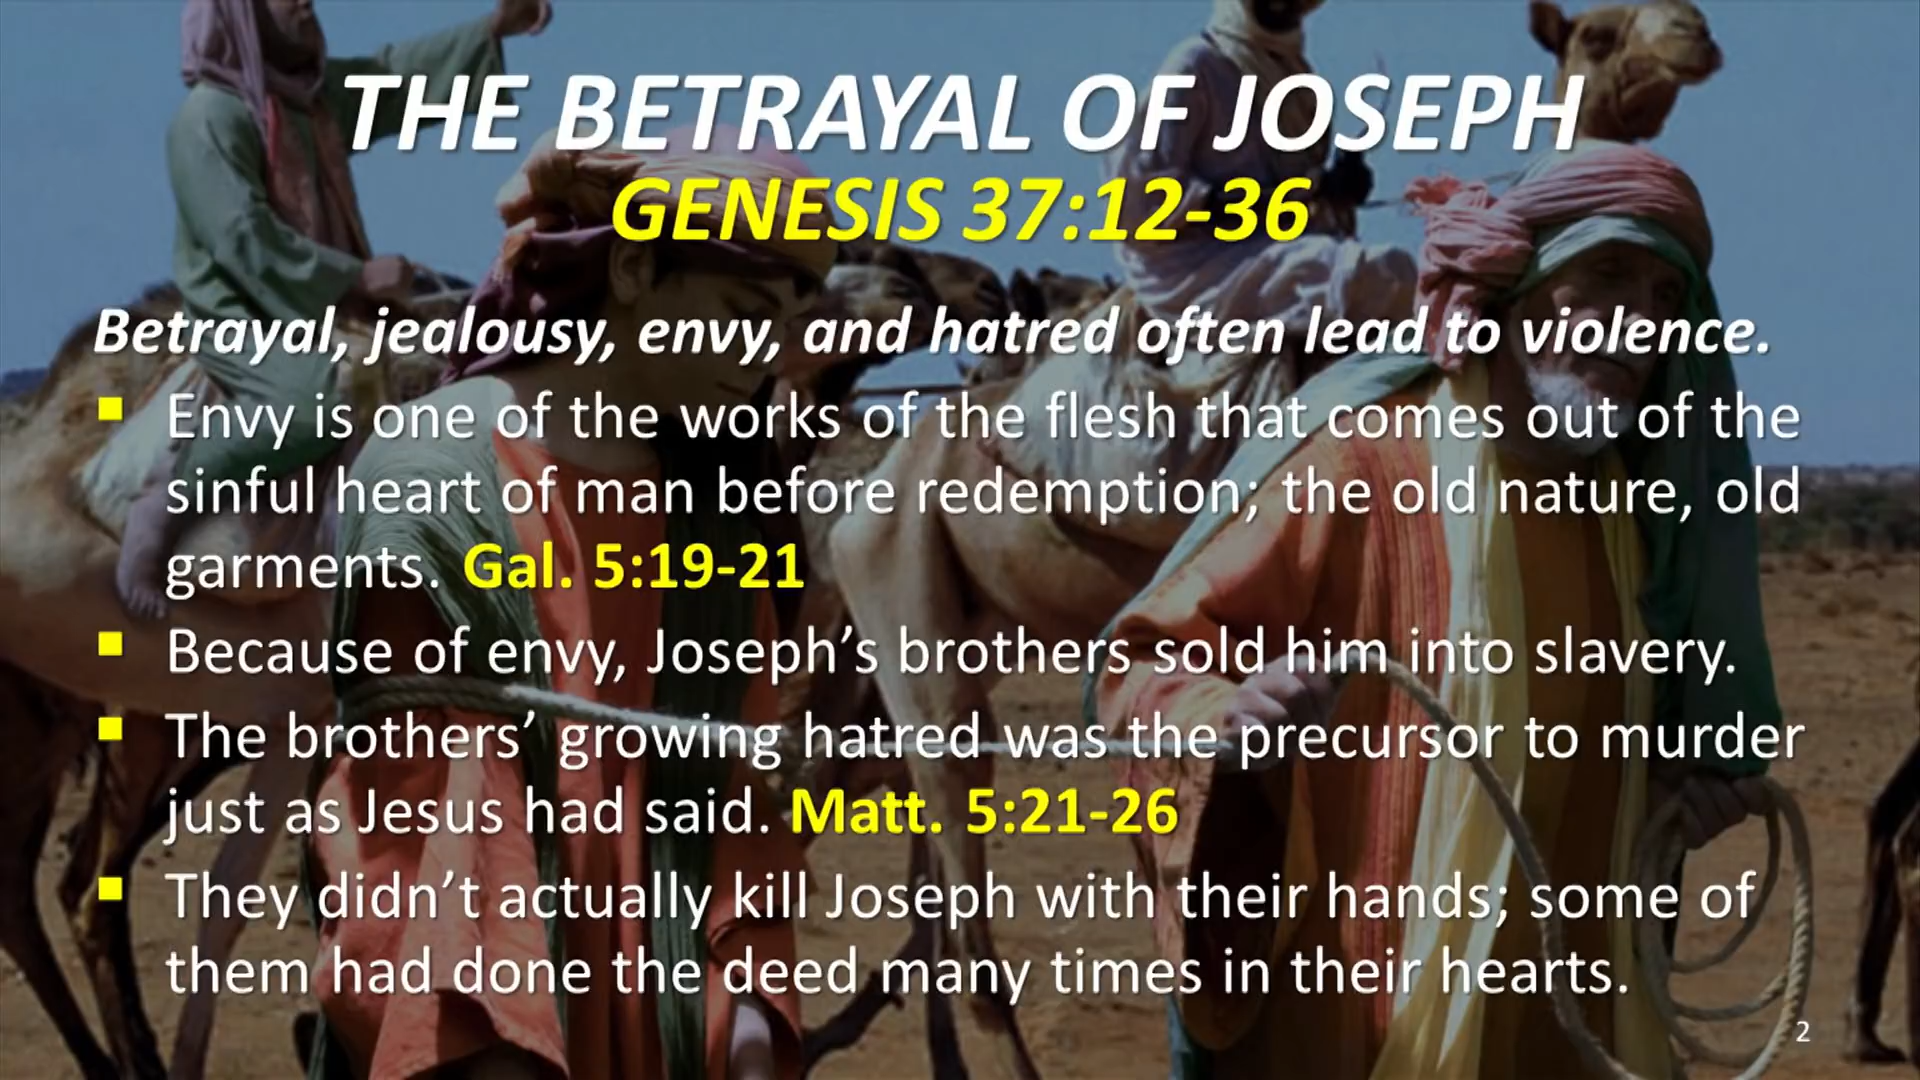 THE BETRAYAL OF JOSEPH
GENESIS 37:12-36
Betrayal, jealousy, envy, and hatred often lead to violence.
▪ Envy is one of the works of the flesh that comes out of the
sinful heart of man before redemption; the old nature, old
garments. Gal. 5:19-21
▪ Because of envy, Joseph’s brothers sold him into slavery.
▪ The brothers’ growing hatred was the precursor to murder
just as Jesus had said. Matt. 5:21-26
▪ They didn’t actually kill Joseph with their hands; some of
them had done the deed many times in their hearts.
2